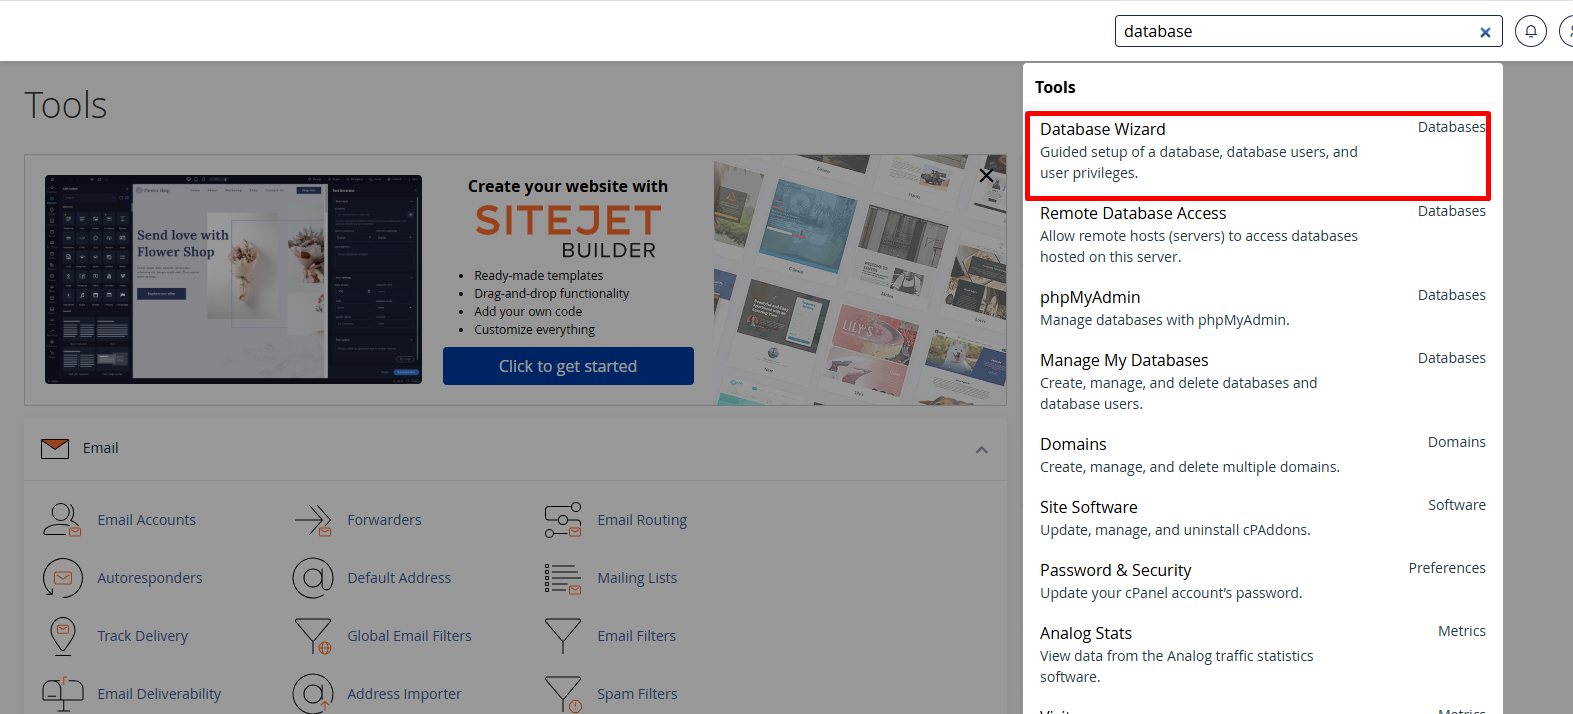 database
Tools
Create your website with
SITEJET
BUILDER
Ready-made templates
Drag-and-drop functionality
Add your own code
Customize everything
Click to get started
Send love with
Flower Shop
Email
Email Accounts
Forwarders
Email Routing
Autoresponders
Default Address
Mailing Lists
Track Delivery
Global Email Filters
Email Filters
Email Deliverability
Address Importer
Spam Filters
Tools
Database Wizard
Databases
Guided setup of a database, database users, and
user privileges.
Remote Database Access
Databases
Allow remote hosts (servers) to access databases
hosted on this server.
phpMyAdmin
Databases
Manage databases with phpMyAdmin.
Manage My Databases
Databases
Create, manage, and delete databases and
database users.
Domains
Domains
Create, manage, and delete multiple domains.
Site Software
Software
Update, manage, and uninstall cPAddons.
Password & Security
Preferences
Update your cPanel account's password.
Analog Stats
Metrics
View data from the Analog traffic statistics
software.